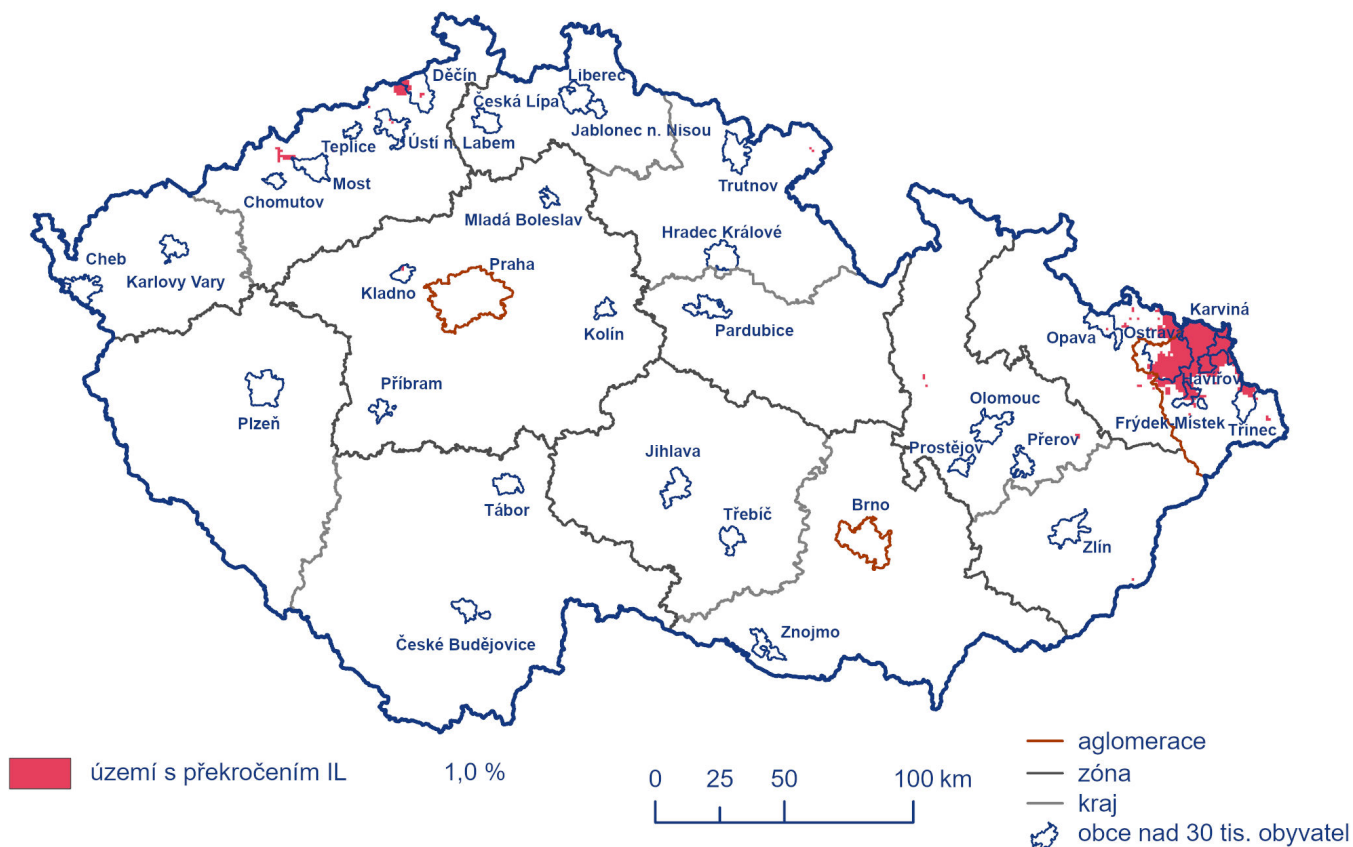 Děčín
Liberec
Česká Lípa
Jablonec n. Nisou
Teplice
Ústí n. Labem
Most
Chomutov
Trutnov
Mladá Boleslav
Hradec Králové
Cheb
Karlovy Vary
Praha
Kladno
Kolín
Pardubice
Karviná
Opava
Ostrava
Havířov
Příbram
Plzeň
Olomouc
Frýdek-Místek
Třinec
Prostějov
Přerov
Jihlava
Tábor
Třebíč
Brno
Zlín
České Budějovice
Znojmo
území s překročením IL 1,0 %
0 25 50 100 km
aglomerace
zóna
kraj
obce nad 30 tis. obyvatel